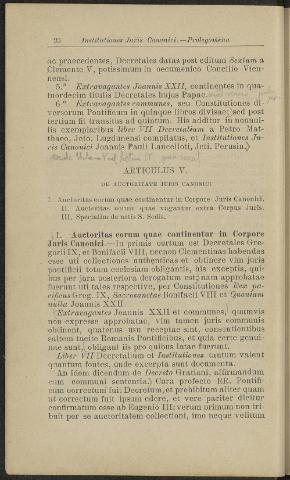 23 Institutiones Juris Canonici.—Prolegomena
ac praecedentes, Decretales datas post editum Sextum a
Clemente V, potissimum in oecumenico Concilio Vien-
nensi.
5.° Extravagantes Joannis XXII, continentes in qua-
tuordecim titulis Decretales hujus Papae.
6.° Extravagantes communes, seu Constitutiones di-
versorum Pontificum in quinque libros divisae; sed post
tertium fit transitus ad quintum. His additur in nonnul-
lis exemplaribus liber VII Decretalium a Petro Mat-
thaeo, Jcto. Lugdunensi compilatus, et Institutiones Ju-
ris Canonici Joannis Pauli Lancelloti, Jcti. Perusin.
ARTICULUS V.
DE AUCTORITATE JURIS CANONICI
I. Auctoritas eorum quae continentur in Corpore Juris Canonici.
II. Auctoritas eorum quae vagantur extra Corpus Juris.
III. Specialim de actis S. Sedis.
I. Auctoritas eorum quae continentur in Corpore
Juris Canonici.—In primis certum est Decretales Gre-
gorii IX, et Bonifacii VIII, necnon Clementinas habendas
esse uti collectiones authenticas et obtinere vim juris
pontificii totam ecclesiam obligantis, his exceptis, qui-
bus per jura posteriora derogatum est; nam approbatae
fuerunt uti tales respective, per Constitutiones Rex pa-
cificus Greg. IX, Sacrosanctae Bonifacii VIII et Quoniam
nulla Joannis XXII.
Extravagantes Joannis XXII et communes, quamvis
non expresse approbatae, vim tamen juris communis
obtinent, quatenus usu receptae sint, consentientibus
saltem tacite Romanis Pontificibus, et quia certe genui-
nae sunt, obligant iis pro quibus latae fuerunt.
Liber VII Decretalium et Institutiones tantum valent
quantum fontes, unde excerpta sunt documenta.
An idem dicendum de Decreto Gratiani, affirmandum
cum communi sententia. Cura profecto RR. Pontifi-
cum correctum fuit Decretum, et prohibitum aliter quam
ut correctum fuit ipsum edere, et vere pariter dicitur
confirmatum esse ab Eugenio III: verum primum non tri-
buit per se auctoritatem collectioni, imo neque velitum